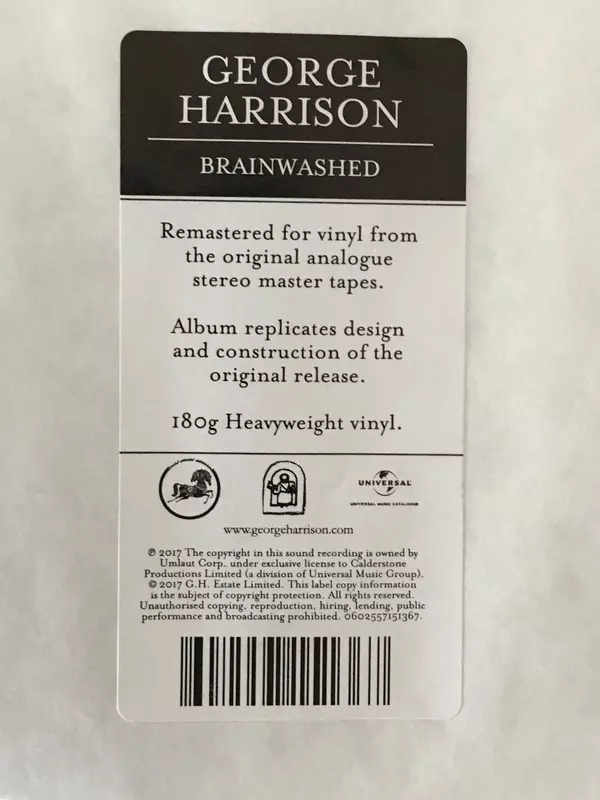 GEORGE
HARRISON
BRAINWASHED
Remastered for vinyl from
the original analogue
stereo master tapes.
Album replicates design
and construction of the
original release.
180g Heavyweight vinyl.
UNIVERSAL
UNIVERSAL MUSIC CATALOGUE
www.georgeharrison.com
℗ 2017 The copyright in this sound recording is owned by
Umlaut Corp. under exclusive license to Calderstone
Productions Limited (a division of Universal Music Group).
© 2017 G.H. Estate Limited. This label copy information
is the subject of copyright protection. All rights reserved.
Unauthorised copying, reproduction, hiring, lending, public
performance and broadcasting prohibited. 0602557151367.